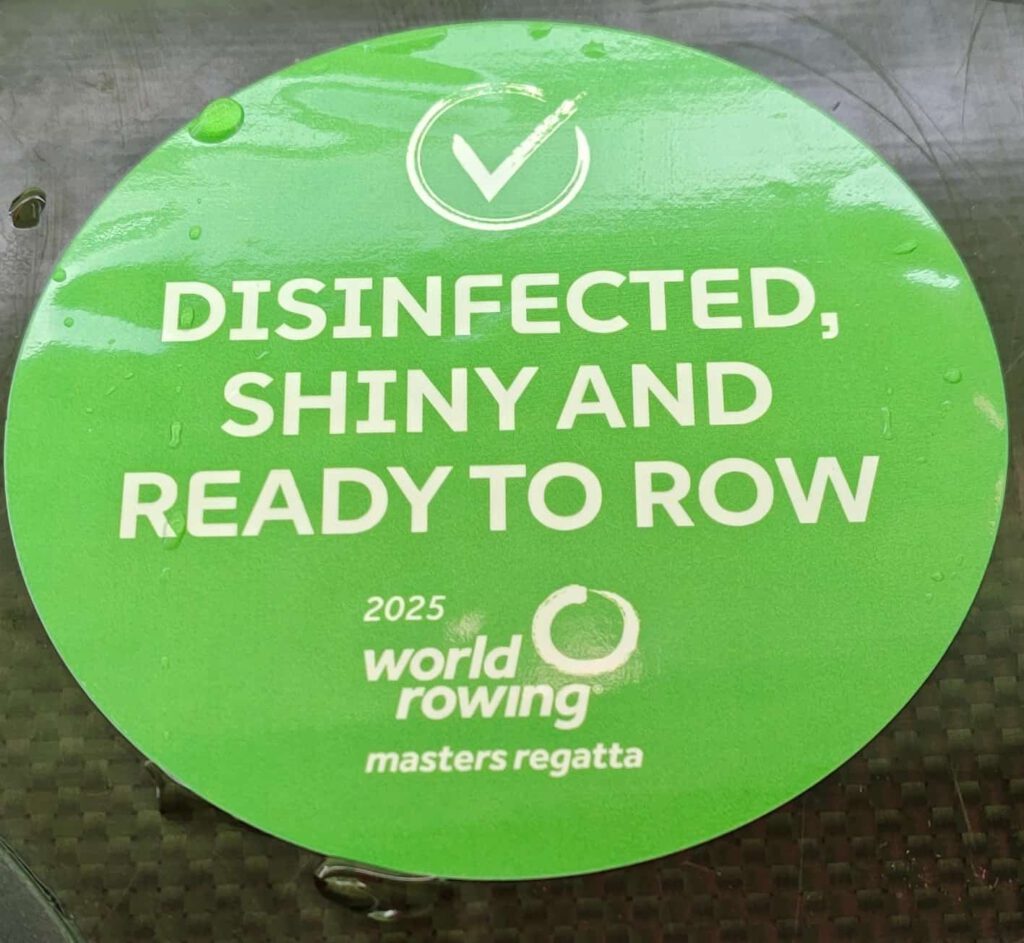 DISINFECTED,
SHINY AND
READY TO ROW
2025
world
rowing
masters regatta